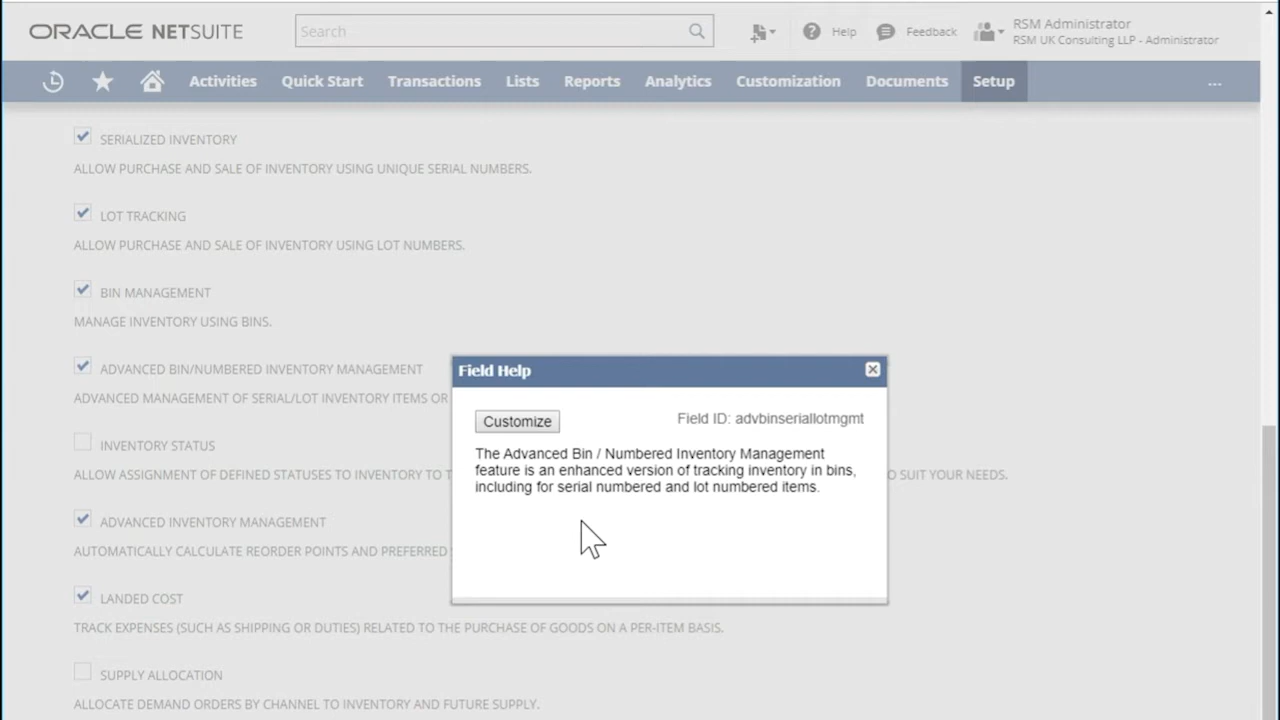 ORACLE NETSUITE
Search
Help
Feedback
RSM Administrator
RSM UK Consulting LLP - Administrator
Activities
Quick Start
Transactions
Lists
Reports
Analytics
Customization
Documents
Setup
...
SERIALIZED INVENTORY
ALLOW PURCHASE AND SALE OF INVENTORY USING UNIQUE SERIAL NUMBERS.
LOT TRACKING
ALLOW PURCHASE AND SALE OF INVENTORY USING LOT NUMBERS.
BIN MANAGEMENT
MANAGE INVENTORY USING BINS.
ADVANCED BIN/NUMBERED INVENTORY MANAGEMENT
ADVANCED MANAGEMENT OF SERIAL/LOT INVENTORY ITEMS OR
INVENTORY STATUS
ALLOW ASSIGNMENT OF DEFINED STATUSES TO INVENTORY TO T
O SUIT YOUR NEEDS.
ADVANCED INVENTORY MANAGEMENT
AUTOMATICALLY CALCULATE REORDER POINTS AND PREFERRED
LANDED COST
TRACK EXPENSES (SUCH AS SHIPPING OR DUTIES) RELATED TO THE PURCHASE OF GOODS ON A PER-ITEM BASIS.
SUPPLY ALLOCATION
ALLOCATE DEMAND ORDERS BY CHANNEL TO INVENTORY AND FUTURE SUPPLY.
Field Help
Customize
Field ID: advbinseriallotmgmt
The Advanced Bin / Numbered Inventory Management
feature is an enhanced version of tracking inventory in bins,
including for serial numbered and lot numbered items.